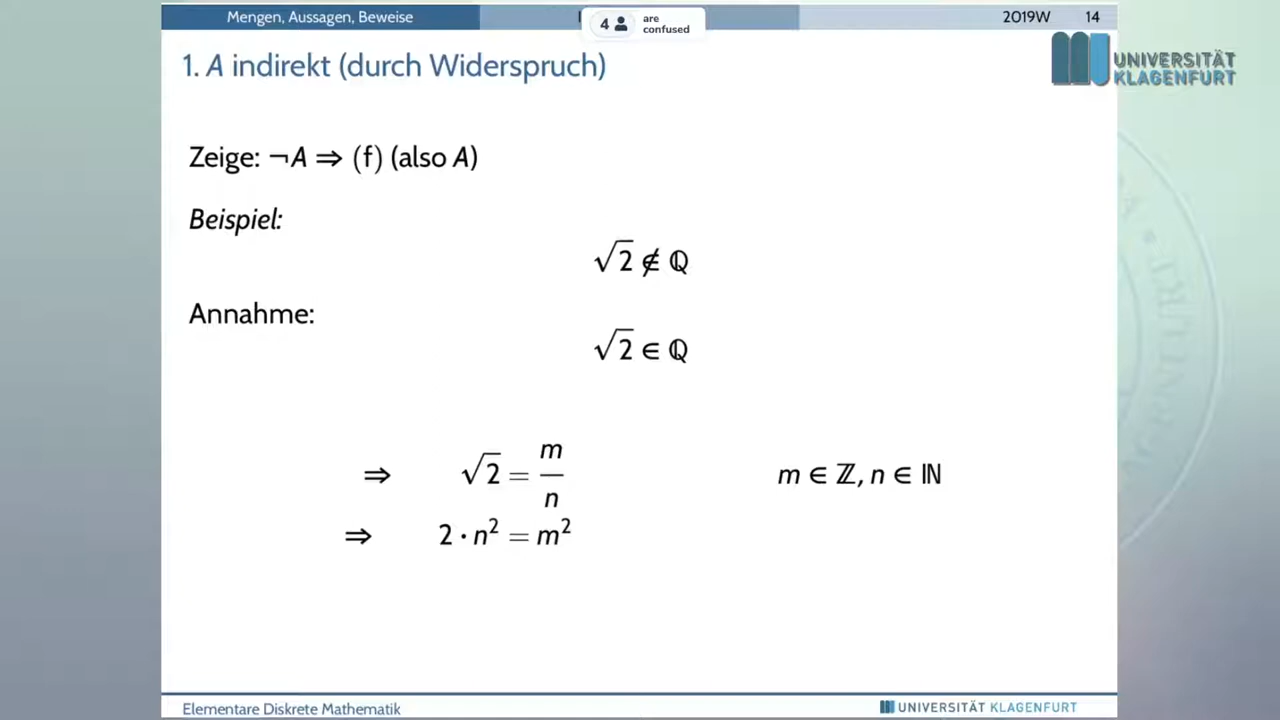 Mengen, Aussagen, Beweise
2019W 14
4 are confused
1. A indirekt (durch Widerspruch)
UNIVERSITÄT
KLAGENFURT
Zeige: ¬A ⇒ (f) (also A)
Beispiel:
√2 ∉ ℚ
Annahme:
√2 ∈ ℚ
⇒ √2 = m/n m ∈ ℤ, n ∈ ℕ
⇒ 2 · n² = m²
Elementare Diskrete Mathematik
UNIVERSITÄT KLAGENFURT